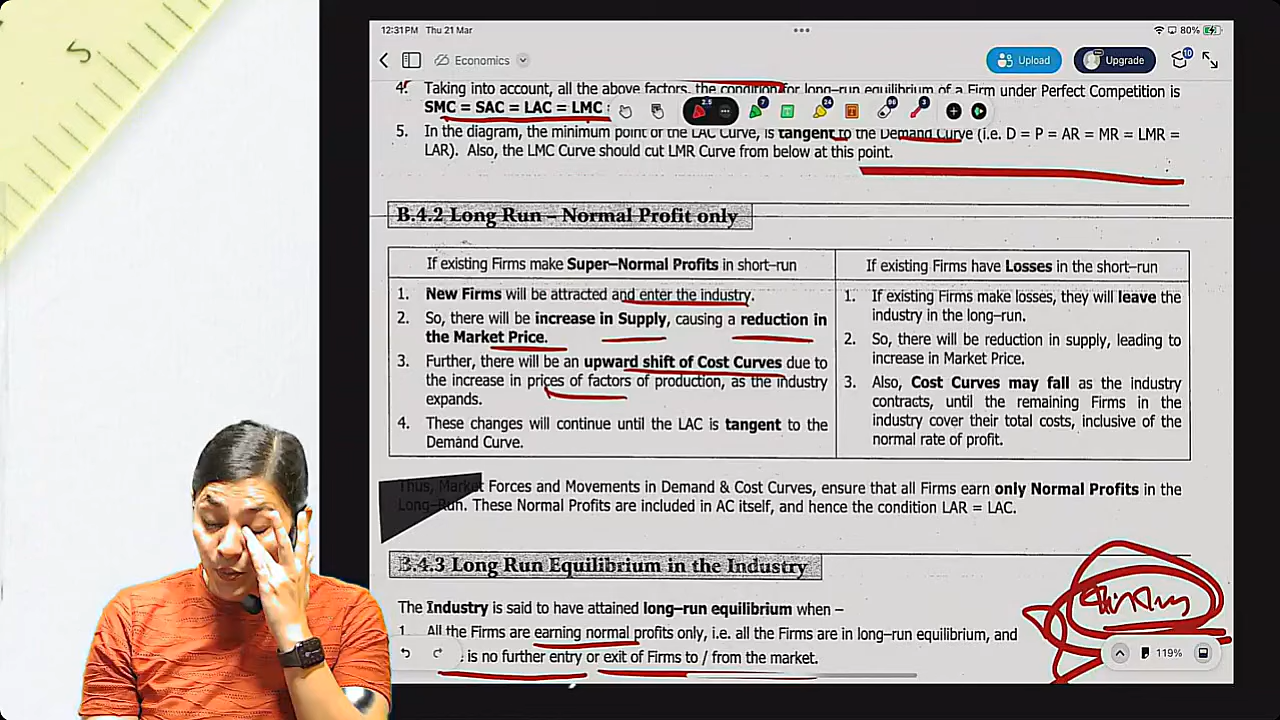 5
12:31 PM Thu 21 Mar
80%
Economics
Upload
Upgrade
10
4. Taking into account, all the above factors, the condition for long–run equilibrium of a Firm under Perfect Competition is
SMC = SAC = LAC = LMC
2.5
7
24
96
3
5. In the diagram, the minimum point of the LAC Curve, is tangent to the Demand Curve (i.e. D = P = AR = MR = LMR =
LAR). Also, the LMC Curve should cut LMR Curve from below at this point.
B.4.2 Long Run – Normal Profit only
If existing Firms make Super–Normal Profits in short–run
1. New Firms will be attracted and enter the industry.
2. So, there will be increase in Supply, causing a reduction in
the Market Price.
3. Further, there will be an upward shift of Cost Curves due to
the increase in prices of factors of production, as the industry
expands.
4. These changes will continue until the LAC is tangent to the
Demand Curve.
If existing Firms have Losses in the short–run
1. If existing Firms make losses, they will leave the
industry in the long–run.
2. So, there will be reduction in supply, leading to
increase in Market Price.
3. Also, Cost Curves may fall as the industry
contracts, until the remaining Firms in the
industry cover their total costs, inclusive of the
normal rate of profit.
Thus, Market Forces and Movements in Demand & Cost Curves, ensure that all Firms earn only Normal Profits in the
Long–Run. These Normal Profits are included in AC itself, and hence the condition LAR = LAC.
B.4.3 Long Run Equilibrium in the Industry
The Industry is said to have attained long–run equilibrium when –
1. All the Firms are earning normal profits only, i.e. all the Firms are in long–run equilibrium, and
is no further entry or exit of Firms to / from the market.
119%